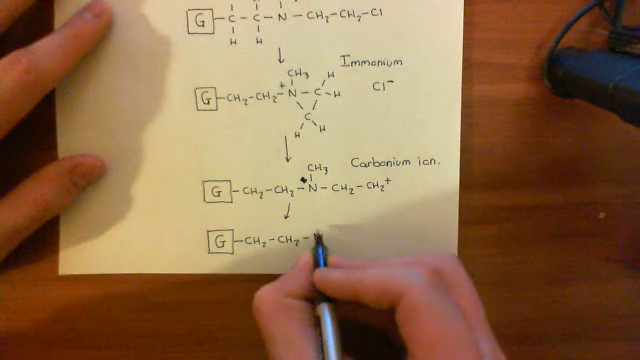 G-C-C-N-CH₂-CH₂-Cl
H H
CH₃ H Immonium
G-CH₂-CH₂-N⁺-C-H Cl⁻
C
H H
CH₃ Carbonium ion.
G-CH₂-CH₂-N-CH₂-CH₂⁺
G-CH₂-CH₂-